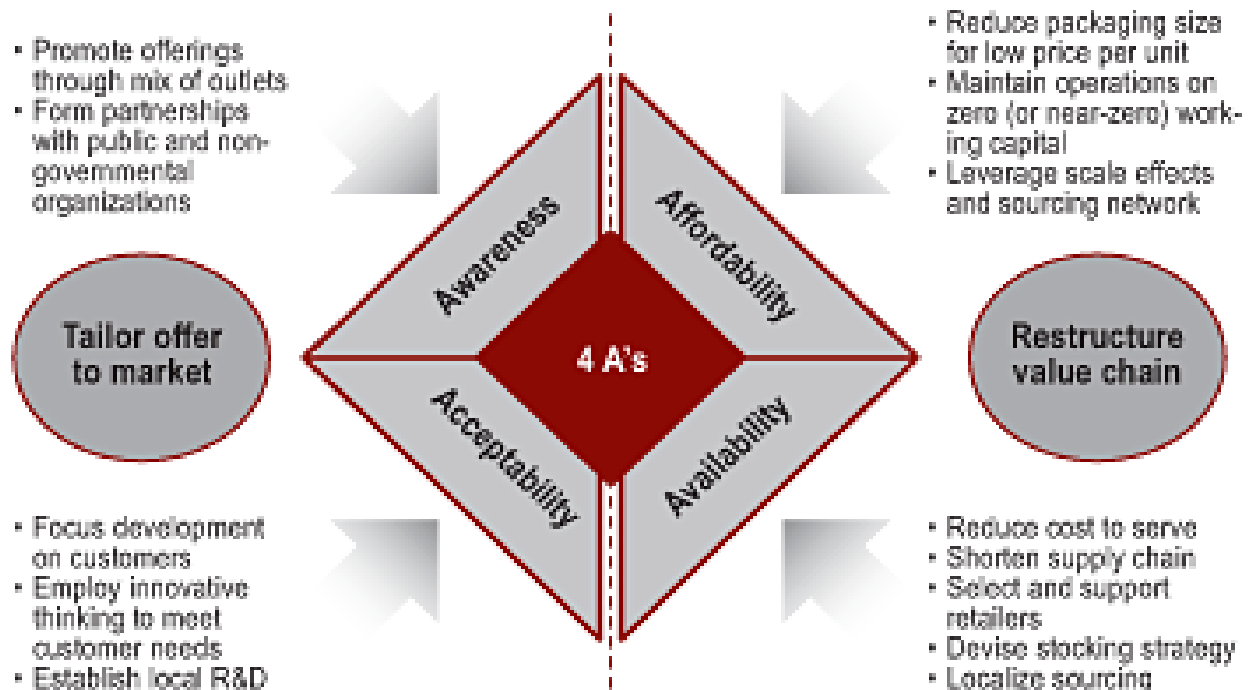 • Promote offerings
through mix of outlets
• Form partnerships
with public and non-
governmental
organizations
• Reduce packaging size
for low price per unit
• Maintain operations on
zero (or near-zero) work-
ing capital
• Leverage scale effects
and sourcing network
Awareness
Affordability
Tailor offer
to market
4 A's
Restructure
value chain
Acceptability
Availability
• Focus development
on customers
• Employ innovative
thinking to meet
customer needs
• Establish local R&D
• Reduce cost to serve
• Shorten supply chain
• Select and support
retailers
• Devise stocking strategy
• Localize sourcing